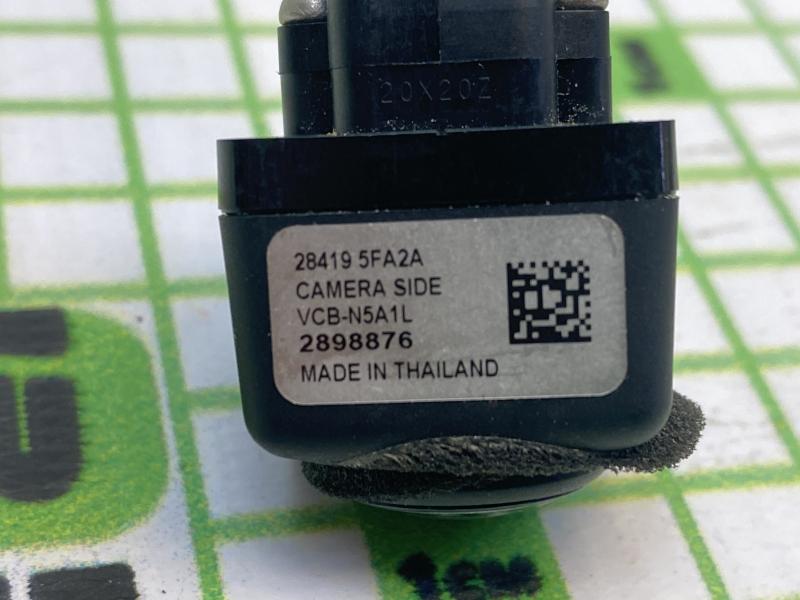 20X20Z
28419 5FA2A
CAMERA SIDE
VCB-N5A1L
2898876
MADE IN THAILAND